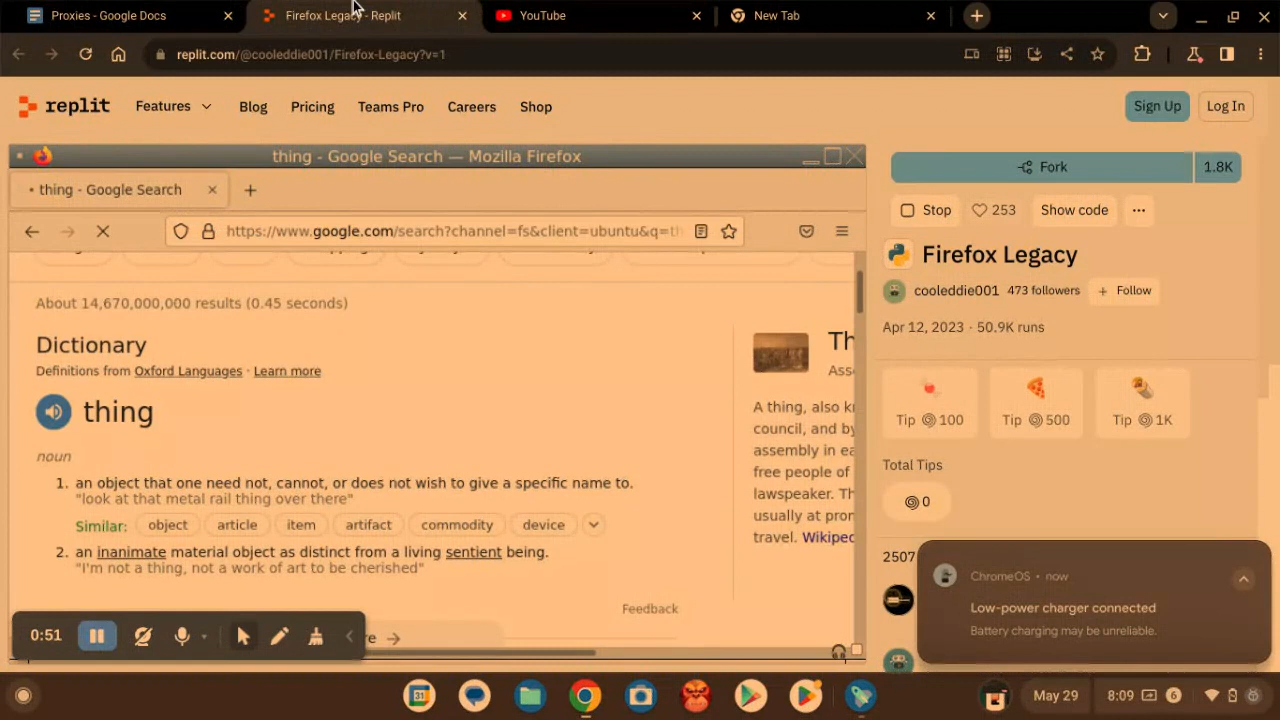 Proxies - Google Docs
Firefox Legacy - Replit
YouTube
New Tab
replit.com/@cooleddie001/Firefox-Legacy?v=1
replit
Features
Blog
Pricing
Teams Pro
Careers
Shop
Sign Up
Log In
thing - Google Search — Mozilla Firefox
thing - Google Search
https://www.google.com/search?channel=fs&client=ubuntu&q=th
About 14,670,000,000 results (0.45 seconds)
Dictionary
Definitions from Oxford Languages · Learn more
thing
noun
1. an object that one need not, cannot, or does not wish to give a specific name to.
"look at that metal rail thing over there"
Similar: object article item artifact commodity device
2. an inanimate material object as distinct from a living sentient being.
"I'm not a thing, not a work of art to be cherished"
Feedback
Th
Ass
A thing, also k
council, and by
assembly in ea
free people of
lawspeaker. Th
usually at pron
travel. Wikipec
Fork
1.8K
Stop
253
Show code
Firefox Legacy
cooleddie001 473 followers
+ Follow
Apr 12, 2023 · 50.9K runs
Tip 100
Tip 500
Tip 1K
Total Tips
0
2507
ChromeOS • now
Low-power charger connected
Battery charging may be unreliable.
0:51
re
31
May 29
8:09
6